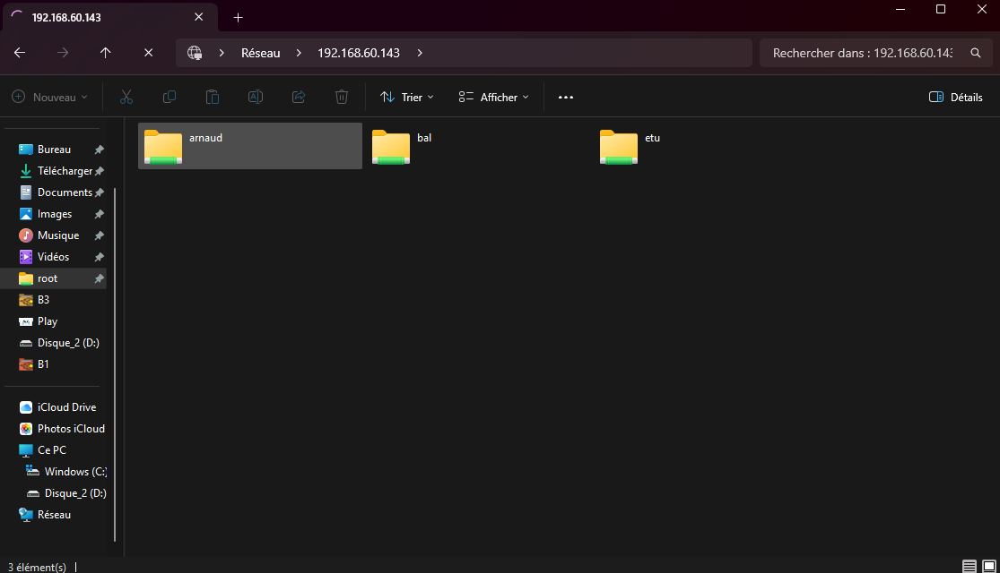 192.168.60.143
Réseau
192.168.60.143
Rechercher dans : 192.168.60.143
Nouveau
Trier
Afficher
Détails
Bureau
Télécharger
Documents
Images
Musique
Vidéos
root
B3
Play
Disque_2 (D:)
B1
iCloud Drive
Photos iCloud
Ce PC
Windows (C:)
Disque_2 (D:)
Réseau
arnaud
bal
etu
3 élément(s)